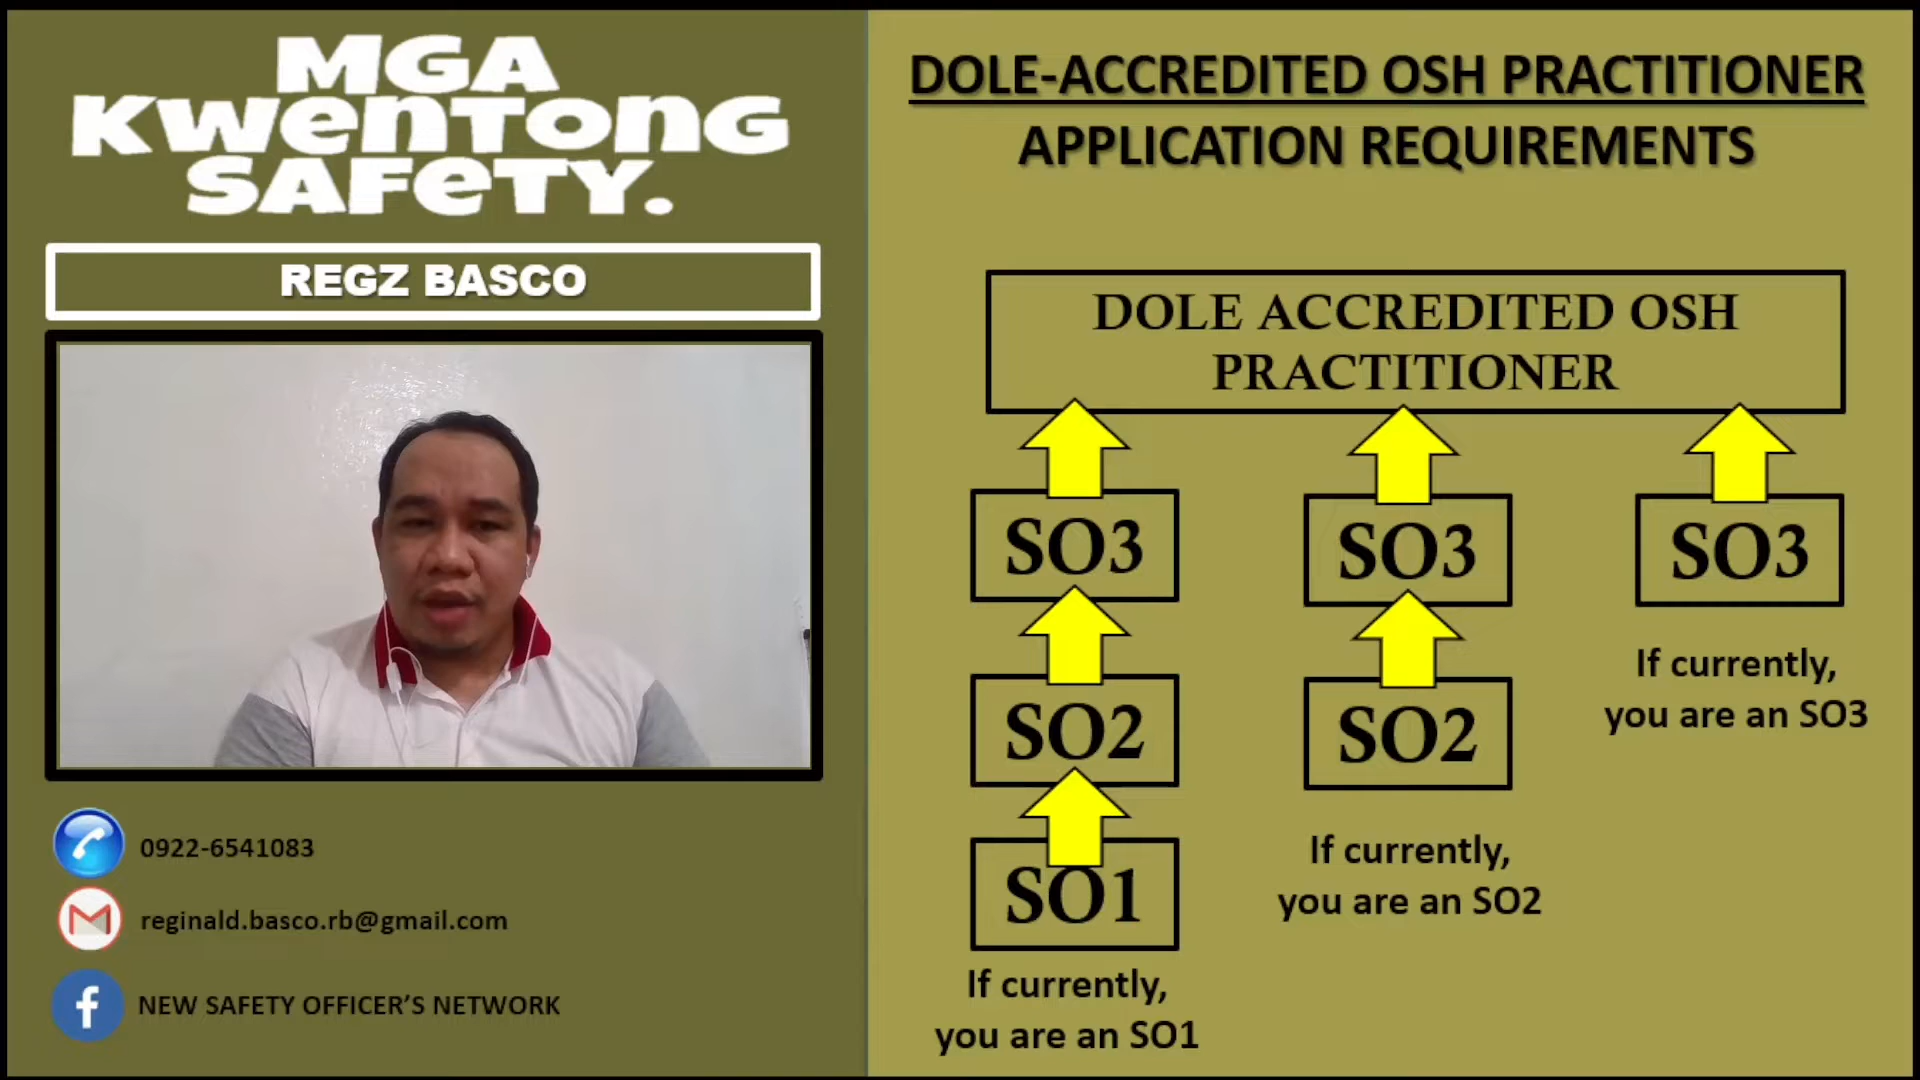 MGA
KWeNTONG
SAFeTY.
REGZ BASCO
0922-6541083
reginald.basco.rb@gmail.com
NEW SAFETY OFFICER'S NETWORK
DOLE-ACCREDITED OSH PRACTITIONER
APPLICATION REQUIREMENTS
DOLE ACCREDITED OSH
PRACTITIONER
SO3
SO2
SO1
If currently,
you are an SO1
SO3
SO2
If currently,
you are an SO2
SO3
If currently,
you are an SO3